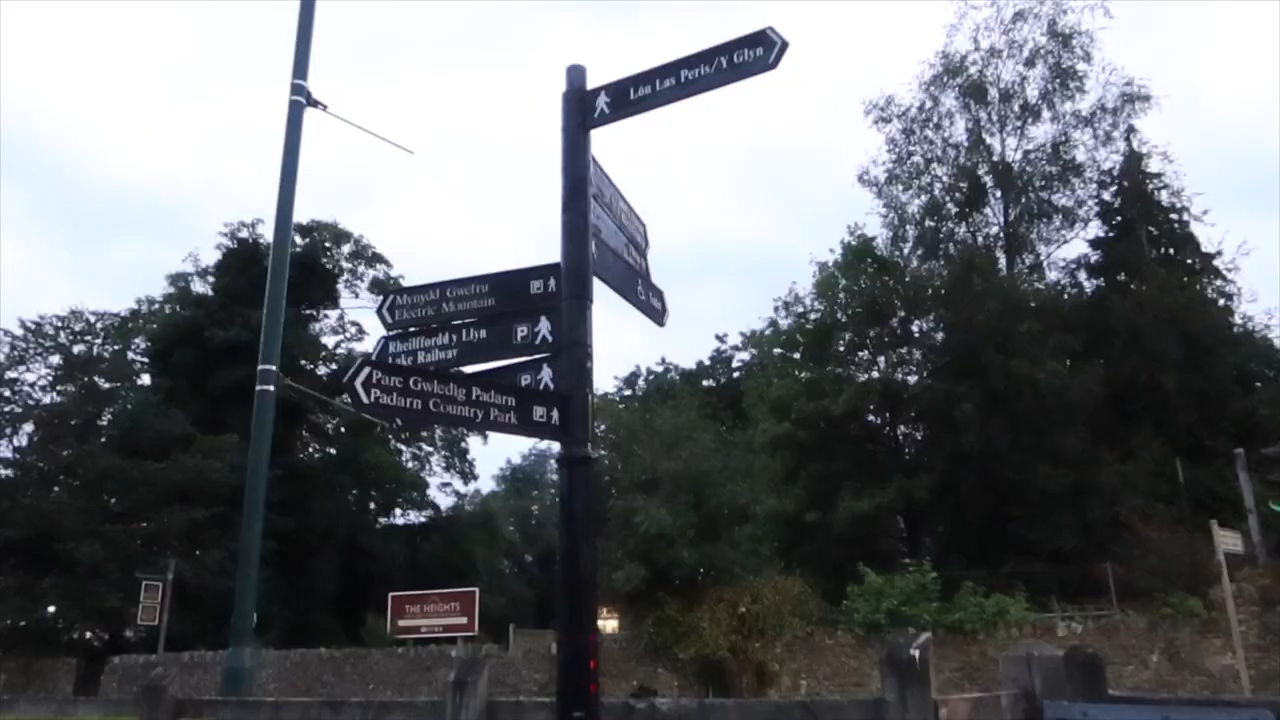 Lôn Las Peris/Y Glyn
Mynydd Gwefru
Electric Mountain
P
Rheilffordd y Llyn
Lake Railway
P
P
Parc Gwledig Padarn
Padarn Country Park
P
Toilet
THE HEIGHTS